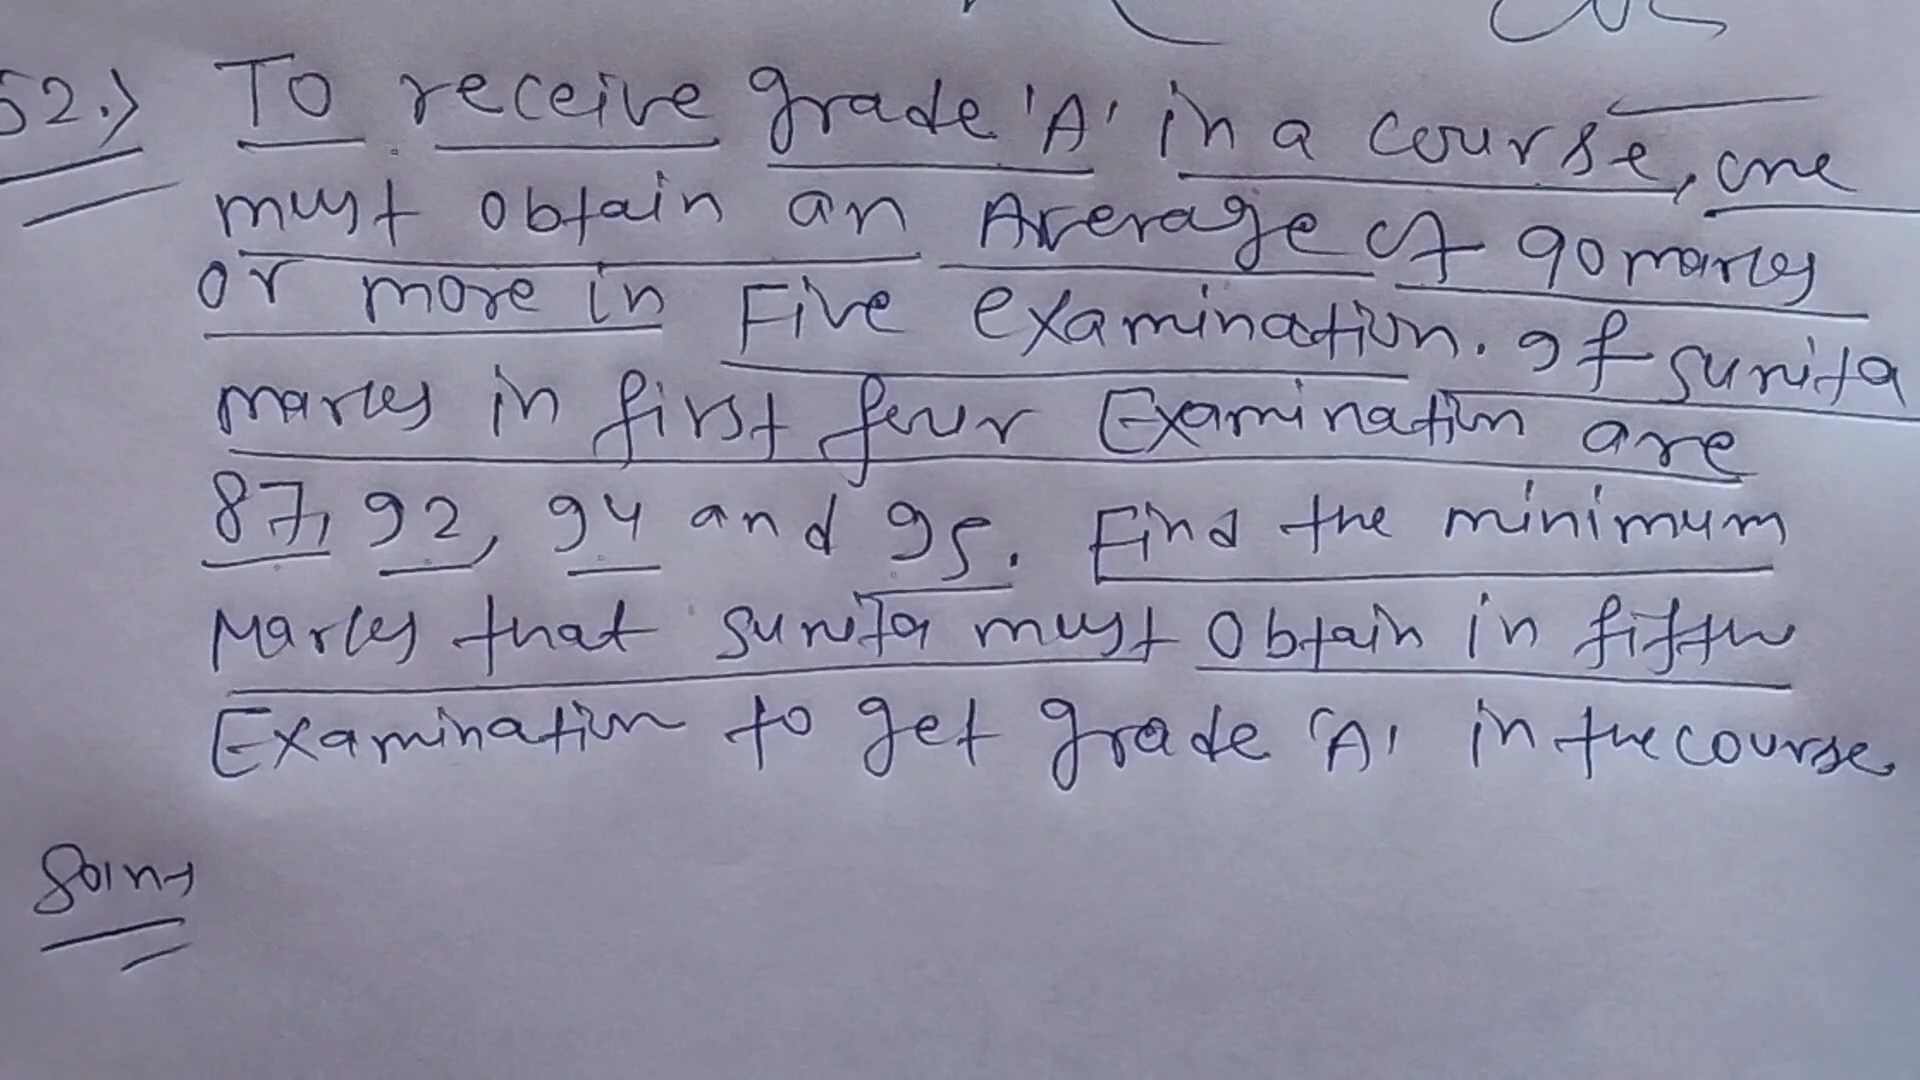 52.) To receive grade 'A' in a course, one
must obtain an Average of 90 marks
or more in Five examination. If sunita
marks in first four Examination are
87, 92, 94 and 95. Find the minimum
Marks that sunita must obtain in fifth
Examination to get grade 'A' in the course.
Soln